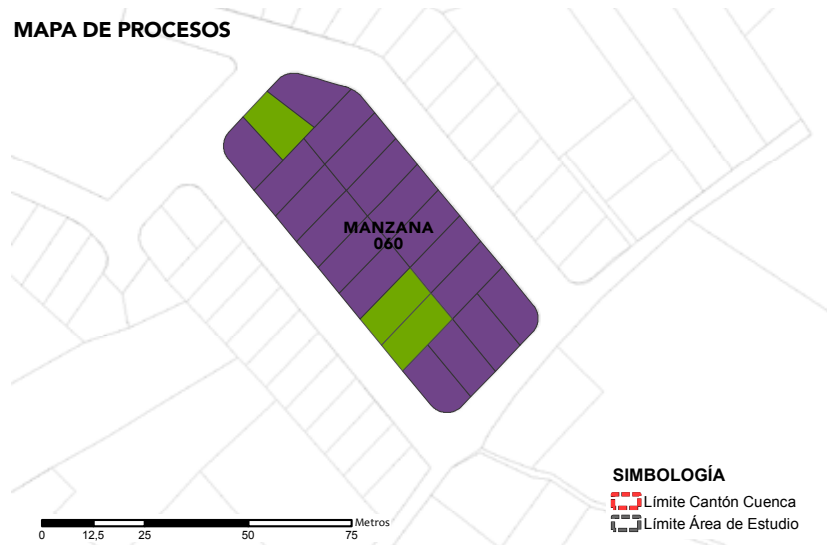 MAPA DE PROCESOS
MANZANA
060
SIMBOLOGÍA
Límite Cantón Cuenca
Límite Área de Estudio
Metros
0 12,5 25 50 75